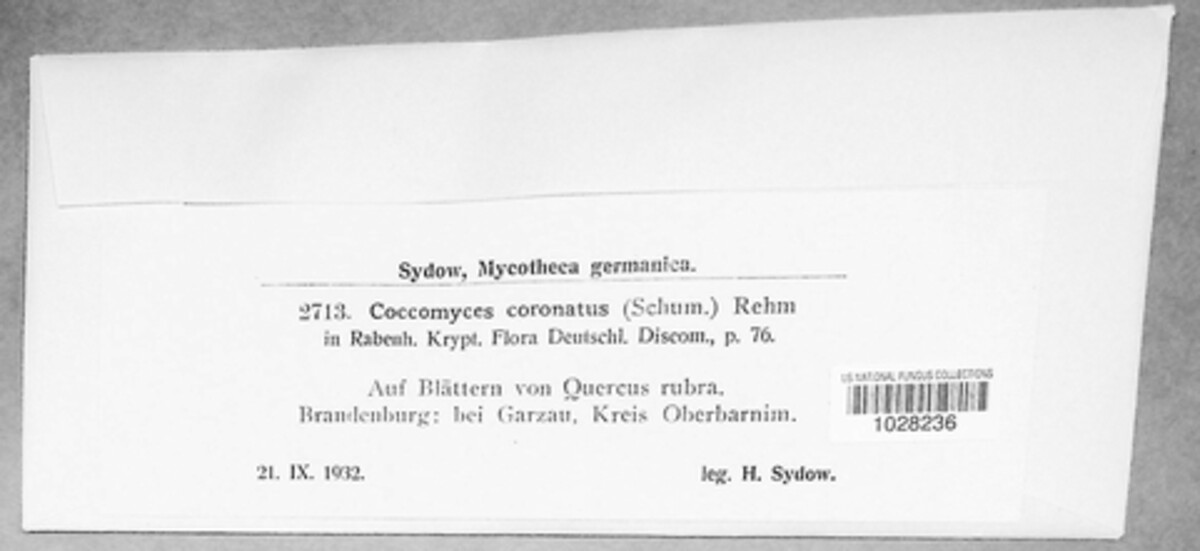 Sydow, Mycotheca germanica.
2713. Coccomyces coronatus (Schum.) Rehm
in Rabenh. Krypt. Flora Deutschl. Discom., p. 76.
Auf Blättern von Quercus rubra.
Brandenburg: bei Garzau, Kreis Oberbarnim.
US NATIONAL FUNGUS COLLECTIONS
1028236
21. IX. 1932. leg. H. Sydow.